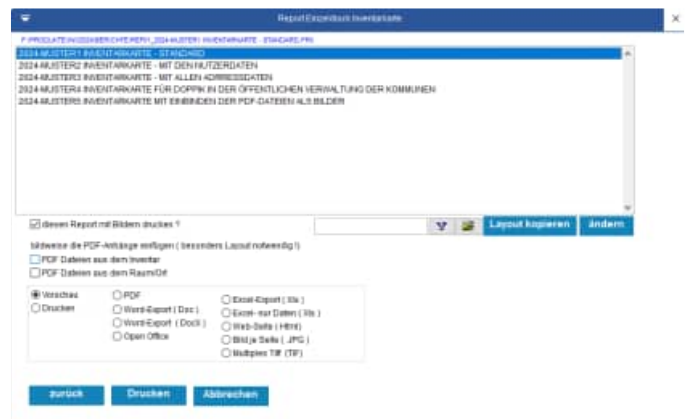 Report Einzeldruck Inventarkarte
2024-MUSTER1 INVENTARKARTE - STANDARD
2024-MUSTER2 INVENTARKARTE - MIT DEN NUTZERDATEN
2024-MUSTER3 INVENTARKARTE - MIT ALLEN ADRRESSDATEN
2024-MUSTER4 INVENTARKARTE FÜR DOPPIK IN DER ÖFFENTLICHEN VERWALTUNG DER KOMMUNEN
2024-MUSTER5 INVENTARKARTE MIT EINBINDEN DER PDF-DATEIEN ALS BILDER
diesen Report mit Bildern drucken ?
Layout kopieren
ändern
bildweise die PDF-Anhänge einfügen ( besonders Layout notwendig !)
PDF Dateien aus dem Inventar
PDF Dateien aus dem Raum/Ort
Vorschau
Drucken
PDF
Word-Export ( Doc )
Word-Export ( DocX )
Open Office
Excel-Export ( Xls )
Excel- nur Daten ( Xls )
Web-Seite ( Html)
Bild je Seite ( JPG )
Multiples Tiff (TIF)
zurück
Drucken
Abbrechen